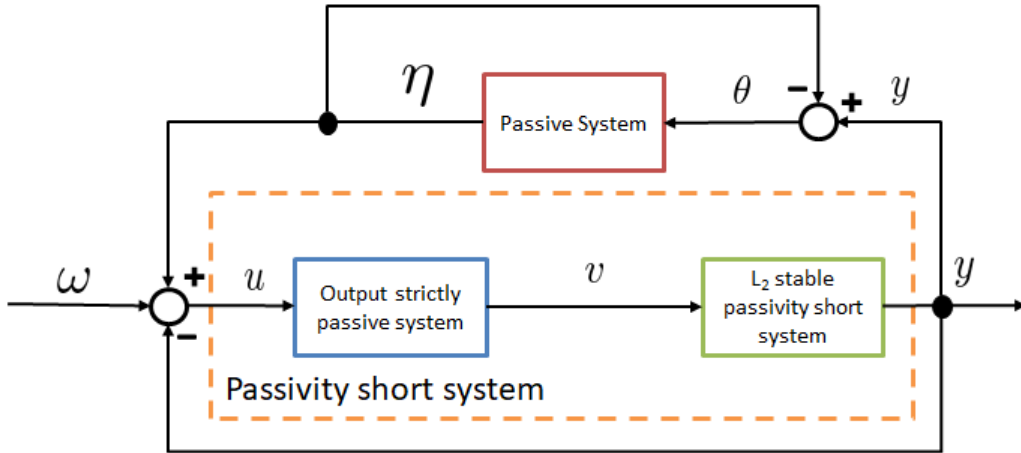 η
−
θ
+
y
Passive System
ω
+
u
−
Output strictly
passive system
v
L₂ stable
passivity short
system
y
Passivity short system